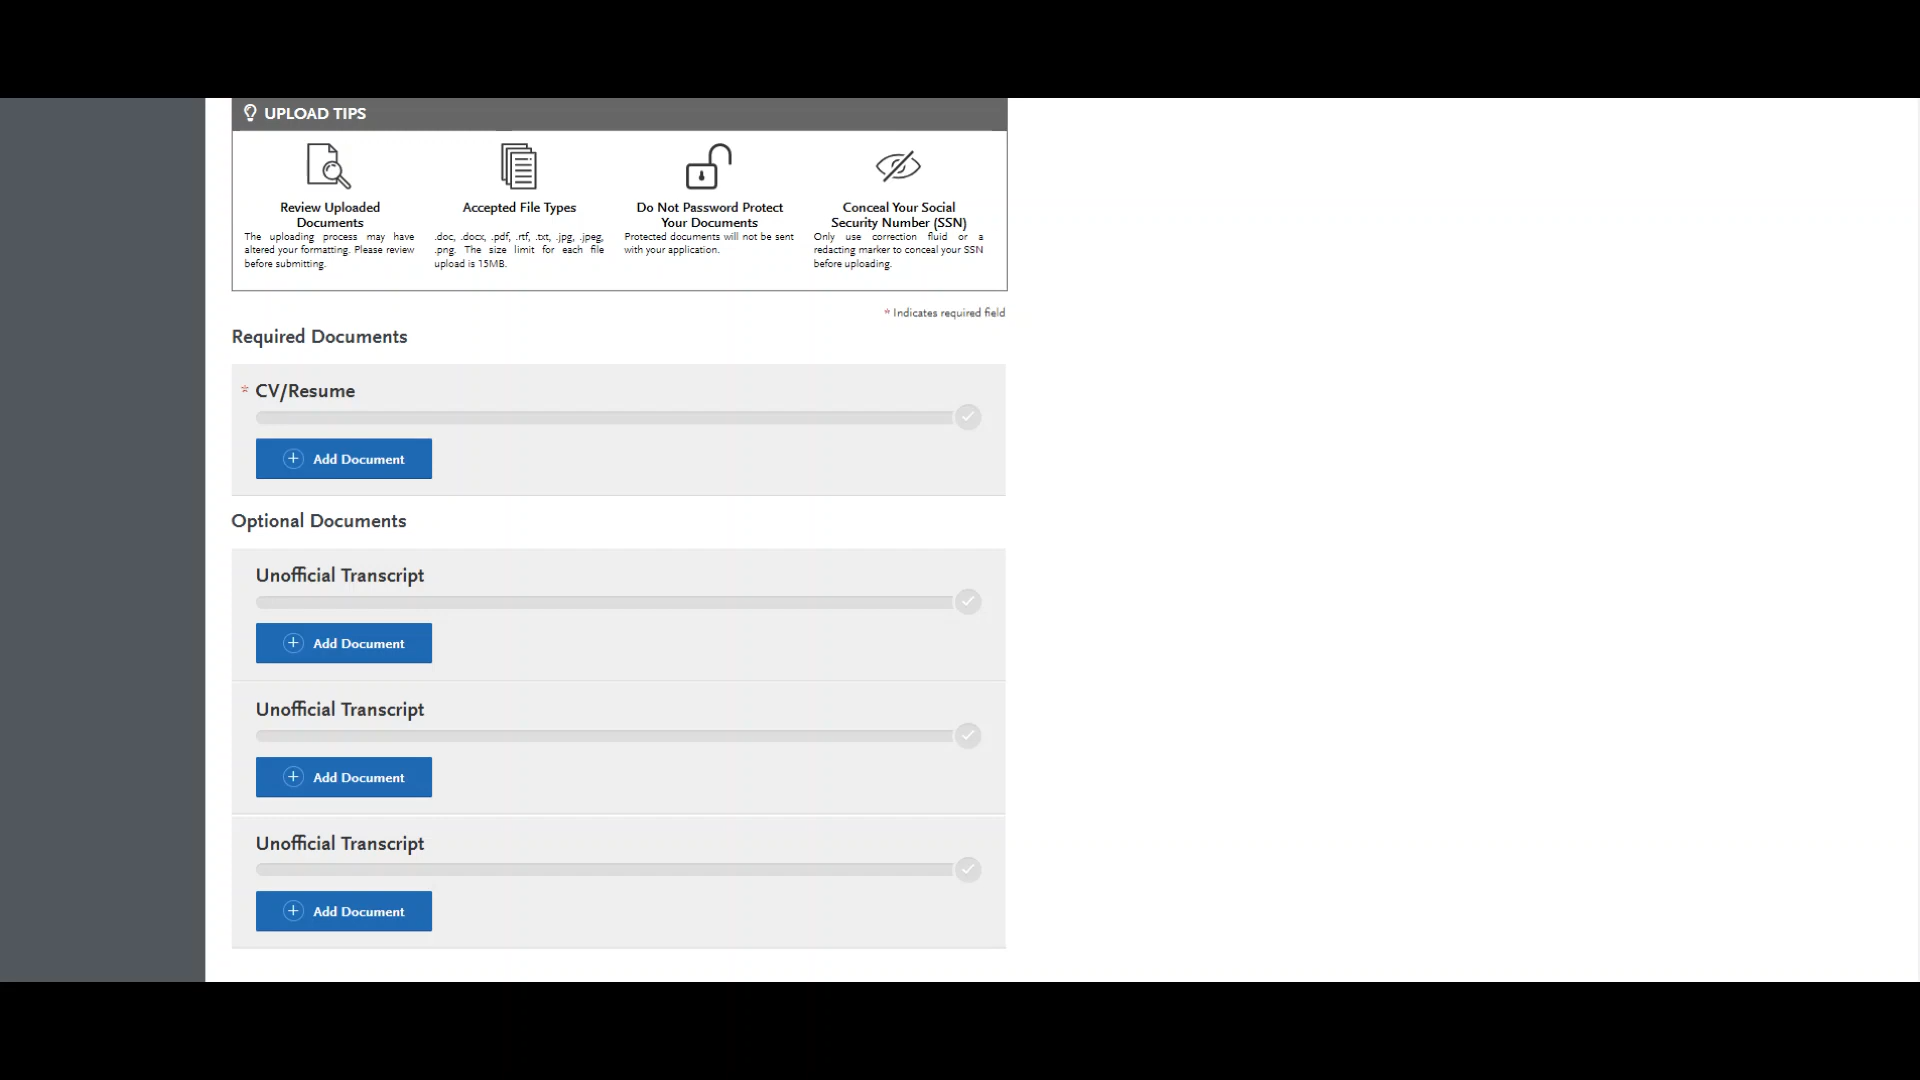 UPLOAD TIPS
Review Uploaded
Documents
The uploading process may have
altered your formatting. Please review
before submitting.
Accepted File Types
.doc, .docx, .pdf, .rtf, .txt, .jpg, .jpeg,
.png. The size limit for each file
upload is 15MB.
Do Not Password Protect
Your Documents
Protected documents will not be sent
with your application.
Conceal Your Social
Security Number (SSN)
Only use correction fluid or a
redacting marker to conceal your SSN
before uploading.
* Indicates required field
Required Documents
* CV/Resume
Add Document
Optional Documents
Unofficial Transcript
Add Document
Unofficial Transcript
Add Document
Unofficial Transcript
Add Document